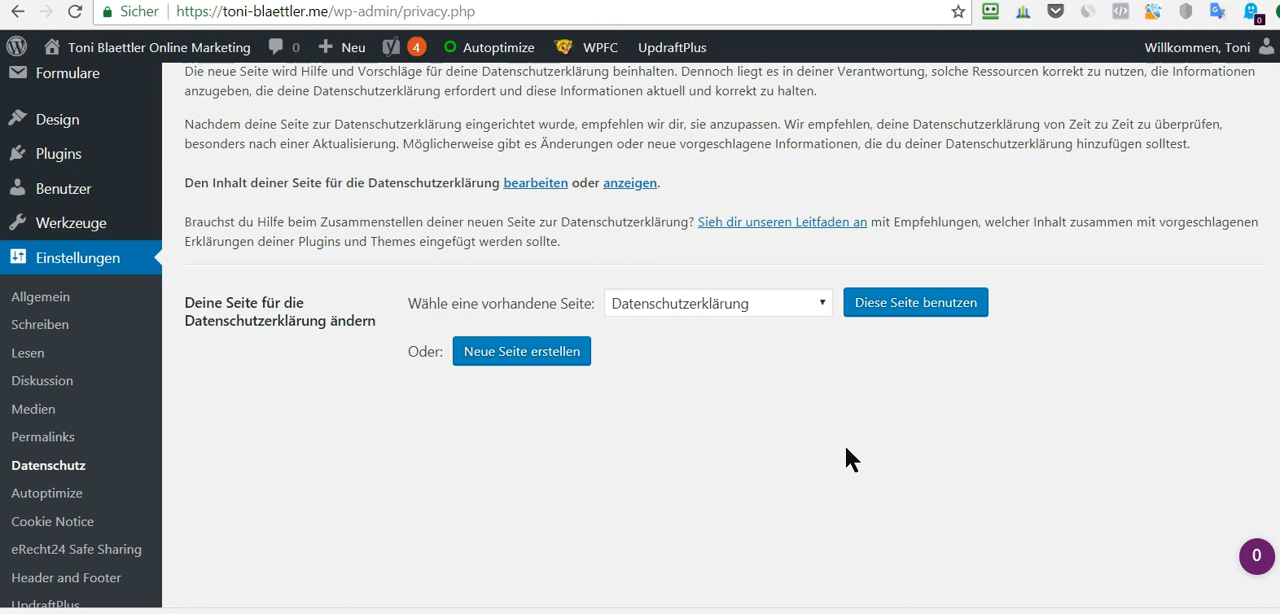 Sicher https://toni-blaettler.me/wp-admin/privacy.php
0
Toni Blaettler Online Marketing 0 Neu 4 Autoptimize WPFC UpdraftPlus Willkommen, Toni
Formulare
Design
Plugins
Benutzer
Werkzeuge
Einstellungen
Allgemein
Schreiben
Lesen
Diskussion
Medien
Permalinks
Datenschutz
Autoptimize
Cookie Notice
eRecht24 Safe Sharing
Header and Footer
UpdraftPlus
Die neue Seite wird Hilfe und Vorschläge für deine Datenschutzerklärung beinhalten. Dennoch liegt es in deiner Verantwortung, solche Ressourcen korrekt zu nutzen, die Informationen
anzugeben, die deine Datenschutzerklärung erfordert und diese Informationen aktuell und korrekt zu halten.
Nachdem deine Seite zur Datenschutzerklärung eingerichtet wurde, empfehlen wir dir, sie anzupassen. Wir empfehlen, deine Datenschutzerklärung von Zeit zu Zeit zu überprüfen,
besonders nach einer Aktualisierung. Möglicherweise gibt es Änderungen oder neue vorgeschlagene Informationen, die du deiner Datenschutzerklärung hinzufügen solltest.
Den Inhalt deiner Seite für die Datenschutzerklärung bearbeiten oder anzeigen.
Brauchst du Hilfe beim Zusammenstellen deiner neuen Seite zur Datenschutzerklärung? Sieh dir unseren Leitfaden an mit Empfehlungen, welcher Inhalt zusammen mit vorgeschlagenen
Erklärungen deiner Plugins und Themes eingefügt werden sollte.
Deine Seite für die
Datenschutzerklärung ändern
Wähle eine vorhandene Seite: Datenschutzerklärung Diese Seite benutzen
Oder: Neue Seite erstellen
0